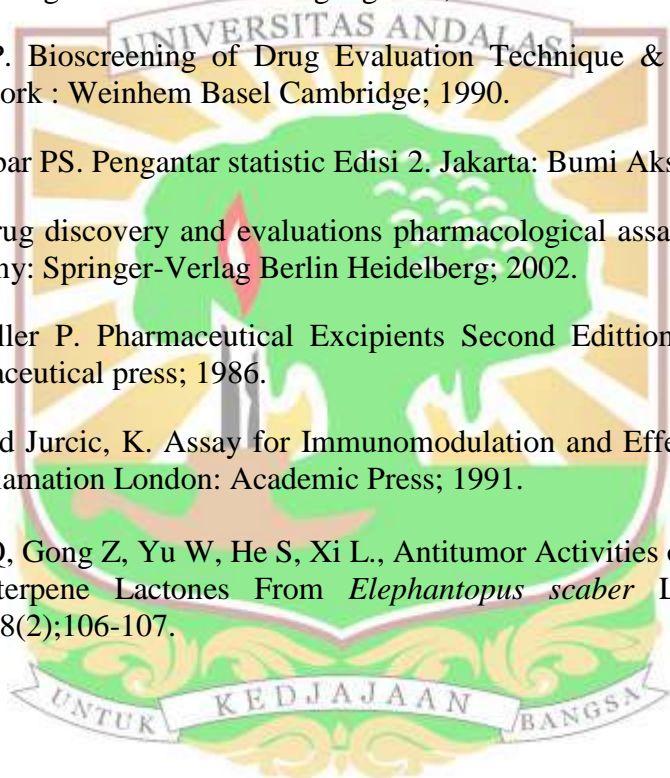 UNIVERSITAS ANDALAS
P. Bioscreening of Drug Evaluation Technique &
ork : Weinhem Basel Cambridge; 1990.
bar PS. Pengantar statistic Edisi 2. Jakarta: Bumi Aks
rug discovery and evaluations pharmacological assa
ny: Springer-Verlag Berlin Heidelberg; 2002.
ller P. Pharmaceutical Excipients Second Edittion
aceutical press; 1986.
d Jurcic, K. Assay for Immunomodulation and Effe
lamation London: Academic Press; 1991.
Q, Gong Z, Yu W, He S, Xi L., Antitumor Activities
terpene Lactones From Elephantopus scaber L
8(2);106-107.
UNTUK KEDJAJAAN BANGSA